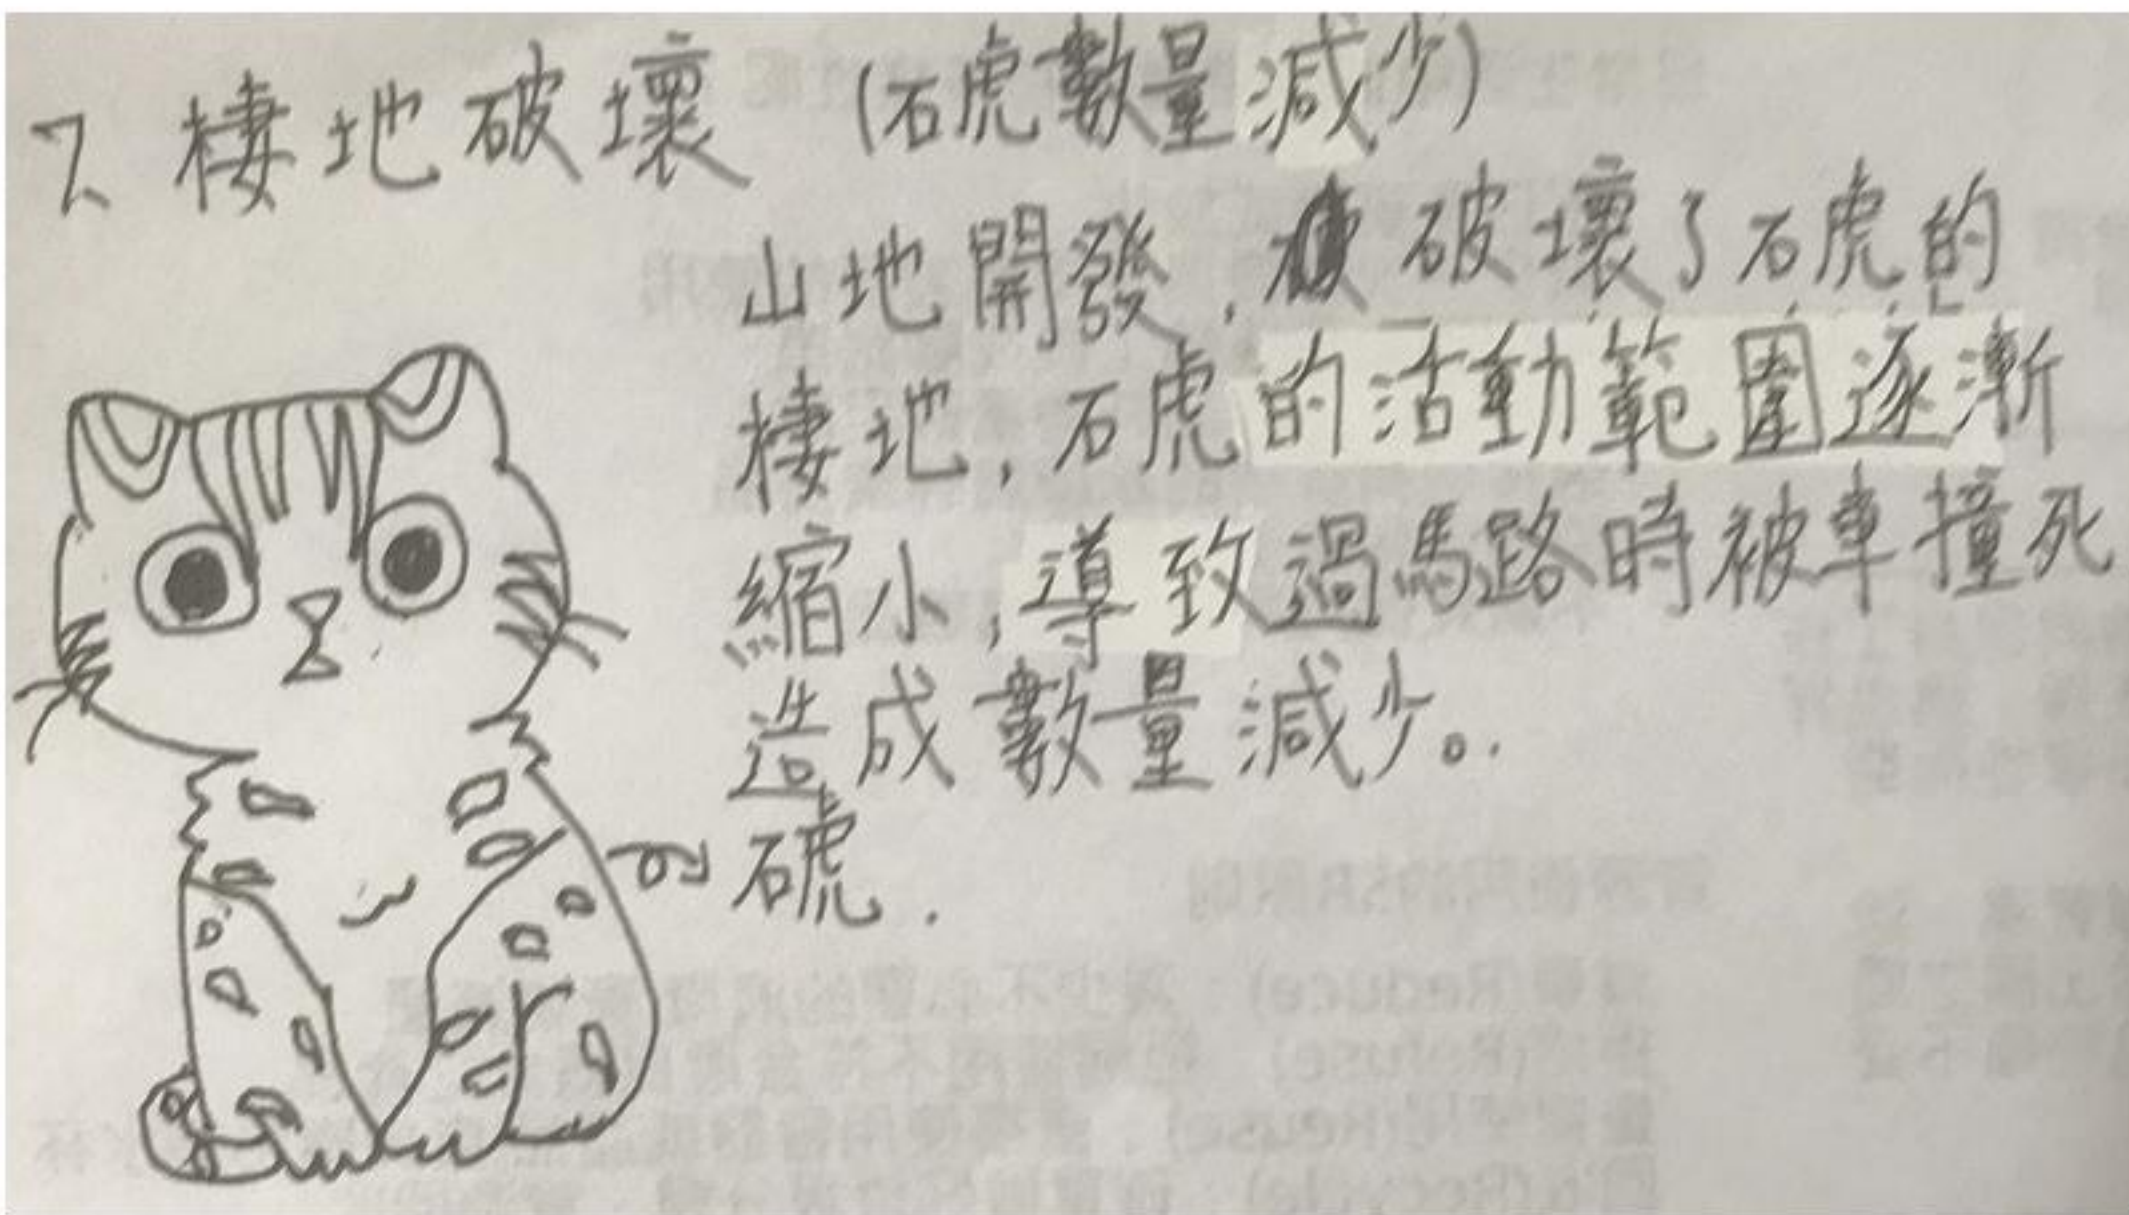 7、棲地破壞 (石虎數量減少)
山地開發,破壞了石虎的
棲地,石虎的活動範圍逐漸
縮小,導致過馬路時被車撞死
造成數量減少。
石虎.